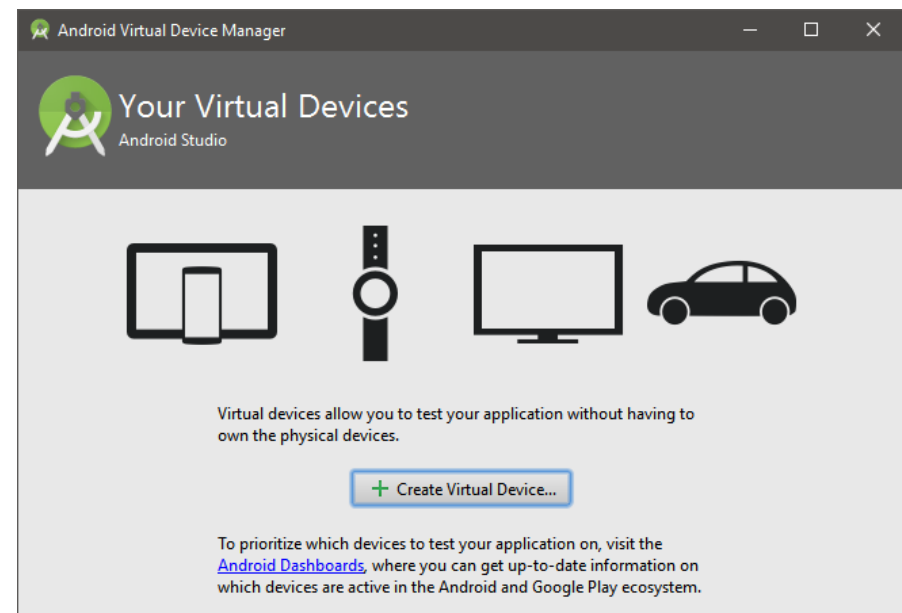 Android Virtual Device Manager
Your Virtual Devices
Android Studio
Virtual devices allow you to test your application without having to
own the physical devices.
Create Virtual Device...
To prioritize which devices to test your application on, visit the
Android Dashboards, where you can get up-to-date information on
which devices are active in the Android and Google Play ecosystem.